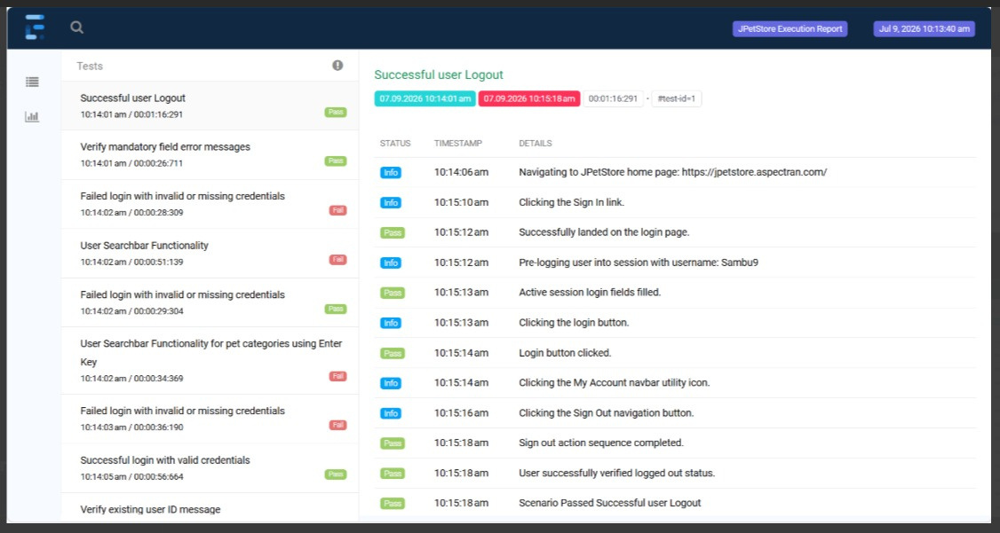 JPetStore Execution Report
Jul 9, 2026 10:13:40 am
Tests
Successful user Logout
10:14:01 am / 00:01:16:291
Pass
Verify mandatory field error messages
10:14:01 am / 00:00:26:711
Pass
Failed login with invalid or missing credentials
10:14:02 am / 00:00:28:309
Fail
User Searchbar Functionality
10:14:02 am / 00:00:51:139
Fail
Failed login with invalid or missing credentials
10:14:02 am / 00:00:29:304
Pass
User Searchbar Functionality for pet categories using Enter
Key
10:14:02 am / 00:00:34:369
Fail
Failed login with invalid or missing credentials
10:14:03 am / 00:00:36:190
Fail
Successful login with valid credentials
10:14:05 am / 00:00:56:664
Pass
Verify existing user ID message
Successful user Logout
07.09.2026 10:14:01 am 07.09.2026 10:15:18 am 00:01:16:291 · #test-id=1
STATUS TIMESTAMP DETAILS
Info 10:14:06 am Navigating to JPetStore home page: https://jpetstore.aspectran.com/
Info 10:15:10 am Clicking the Sign In link.
Pass 10:15:12 am Successfully landed on the login page.
Info 10:15:12 am Pre-logging user into session with username: Sambu9
Pass 10:15:13 am Active session login fields filled.
Info 10:15:13 am Clicking the login button.
Pass 10:15:14 am Login button clicked.
Info 10:15:14 am Clicking the My Account navbar utility icon.
Info 10:15:16 am Clicking the Sign Out navigation button.
Pass 10:15:18 am Sign out action sequence completed.
Pass 10:15:18 am User successfully verified logged out status.
Pass 10:15:18 am Scenario Passed Successful user Logout